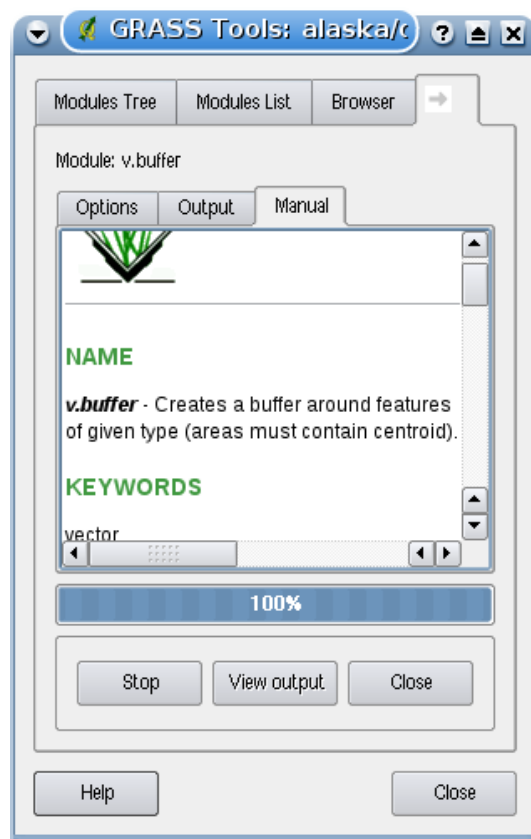 GRASS Tools: alaska/
Modules Tree Modules List Browser
Module: v.buffer
Options Output Manual
NAME
v.buffer - Creates a buffer around features
of given type (areas must contain centroid).
KEYWORDS
vector
100%
Stop View output Close
Help Close